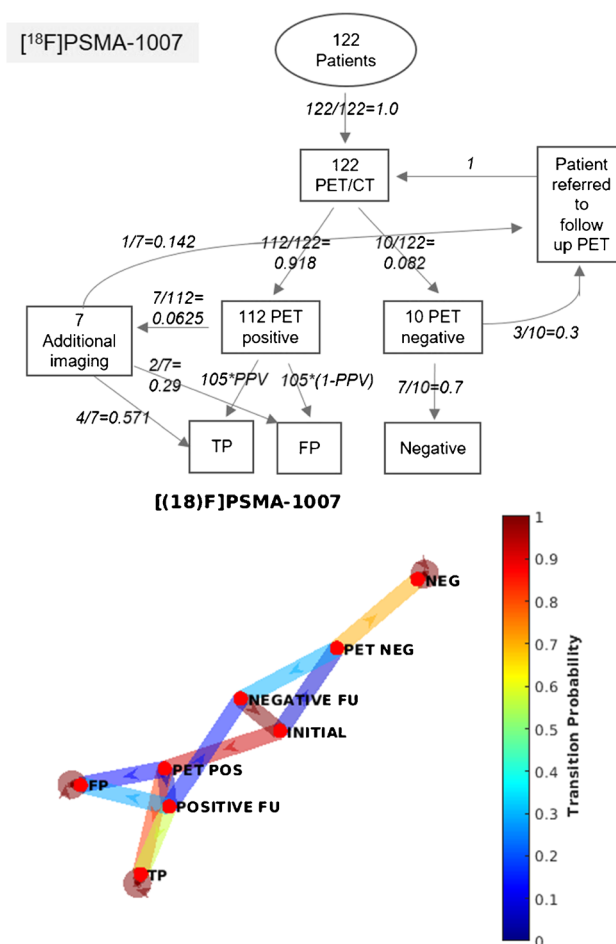 [¹⁸F]PSMA-1007
122
Patients
122/122=1.0
122
PET/CT
1
Patient
referred
to
follow
up PET
1/7=0.142
112/122=
0.918
10/122=
0.082
7
Additional
imaging
7/112=
0.0625
112 PET
positive
10 PET
negative
3/10=0.3
2/7=
0.29
105*PPV
105*(1-PPV)
7/10=0.7
4/7=0.571
TP
FP
Negative
[(18)F]PSMA-1007
NEG
PET NEG
NEGATIVE FU
INITIAL
PET POS
FP
POSITIVE FU
TP
1
0.9
0.8
0.7
0.6
0.5
0.4
0.3
0.2
0.1
0
Transition Probability